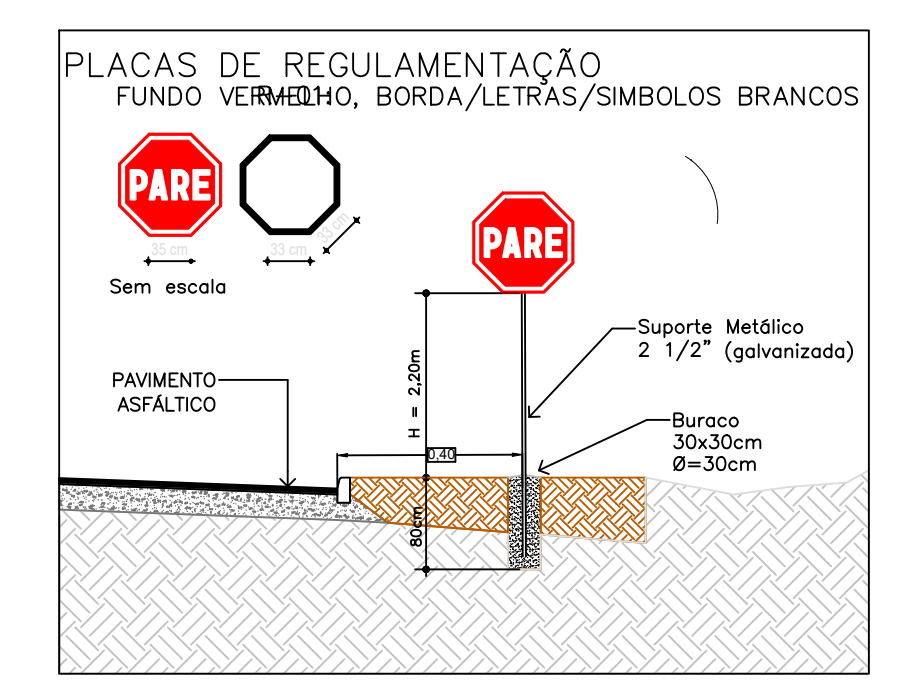 PLACAS DE REGULAMENTAÇÃO
FUNDO VERMELHO, BORDA/LETRAS/SIMBOLOS BRANCOS
PARE
35 cm
33 cm
33 cm
Sem escala
PARE
Suporte Metálico
2 1/2" (galvanizada)
H = 2,20m
PAVIMENTO
ASFÁLTICO
Buraco
30x30cm
Ø=30cm
0,40
80cm